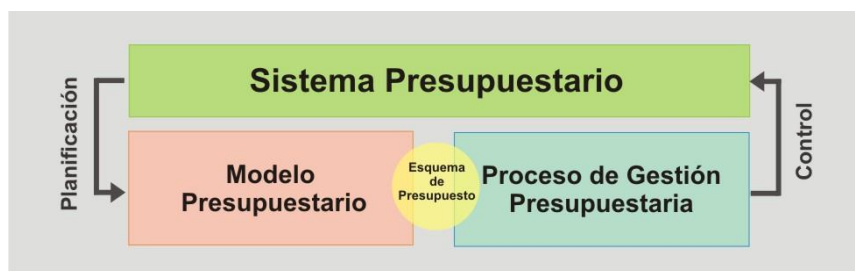 Sistema Presupuestario
Planificación
Modelo
Presupuestario
Esquema
de
Presupuesto
Proceso de Gestión
Presupuestaria
Control